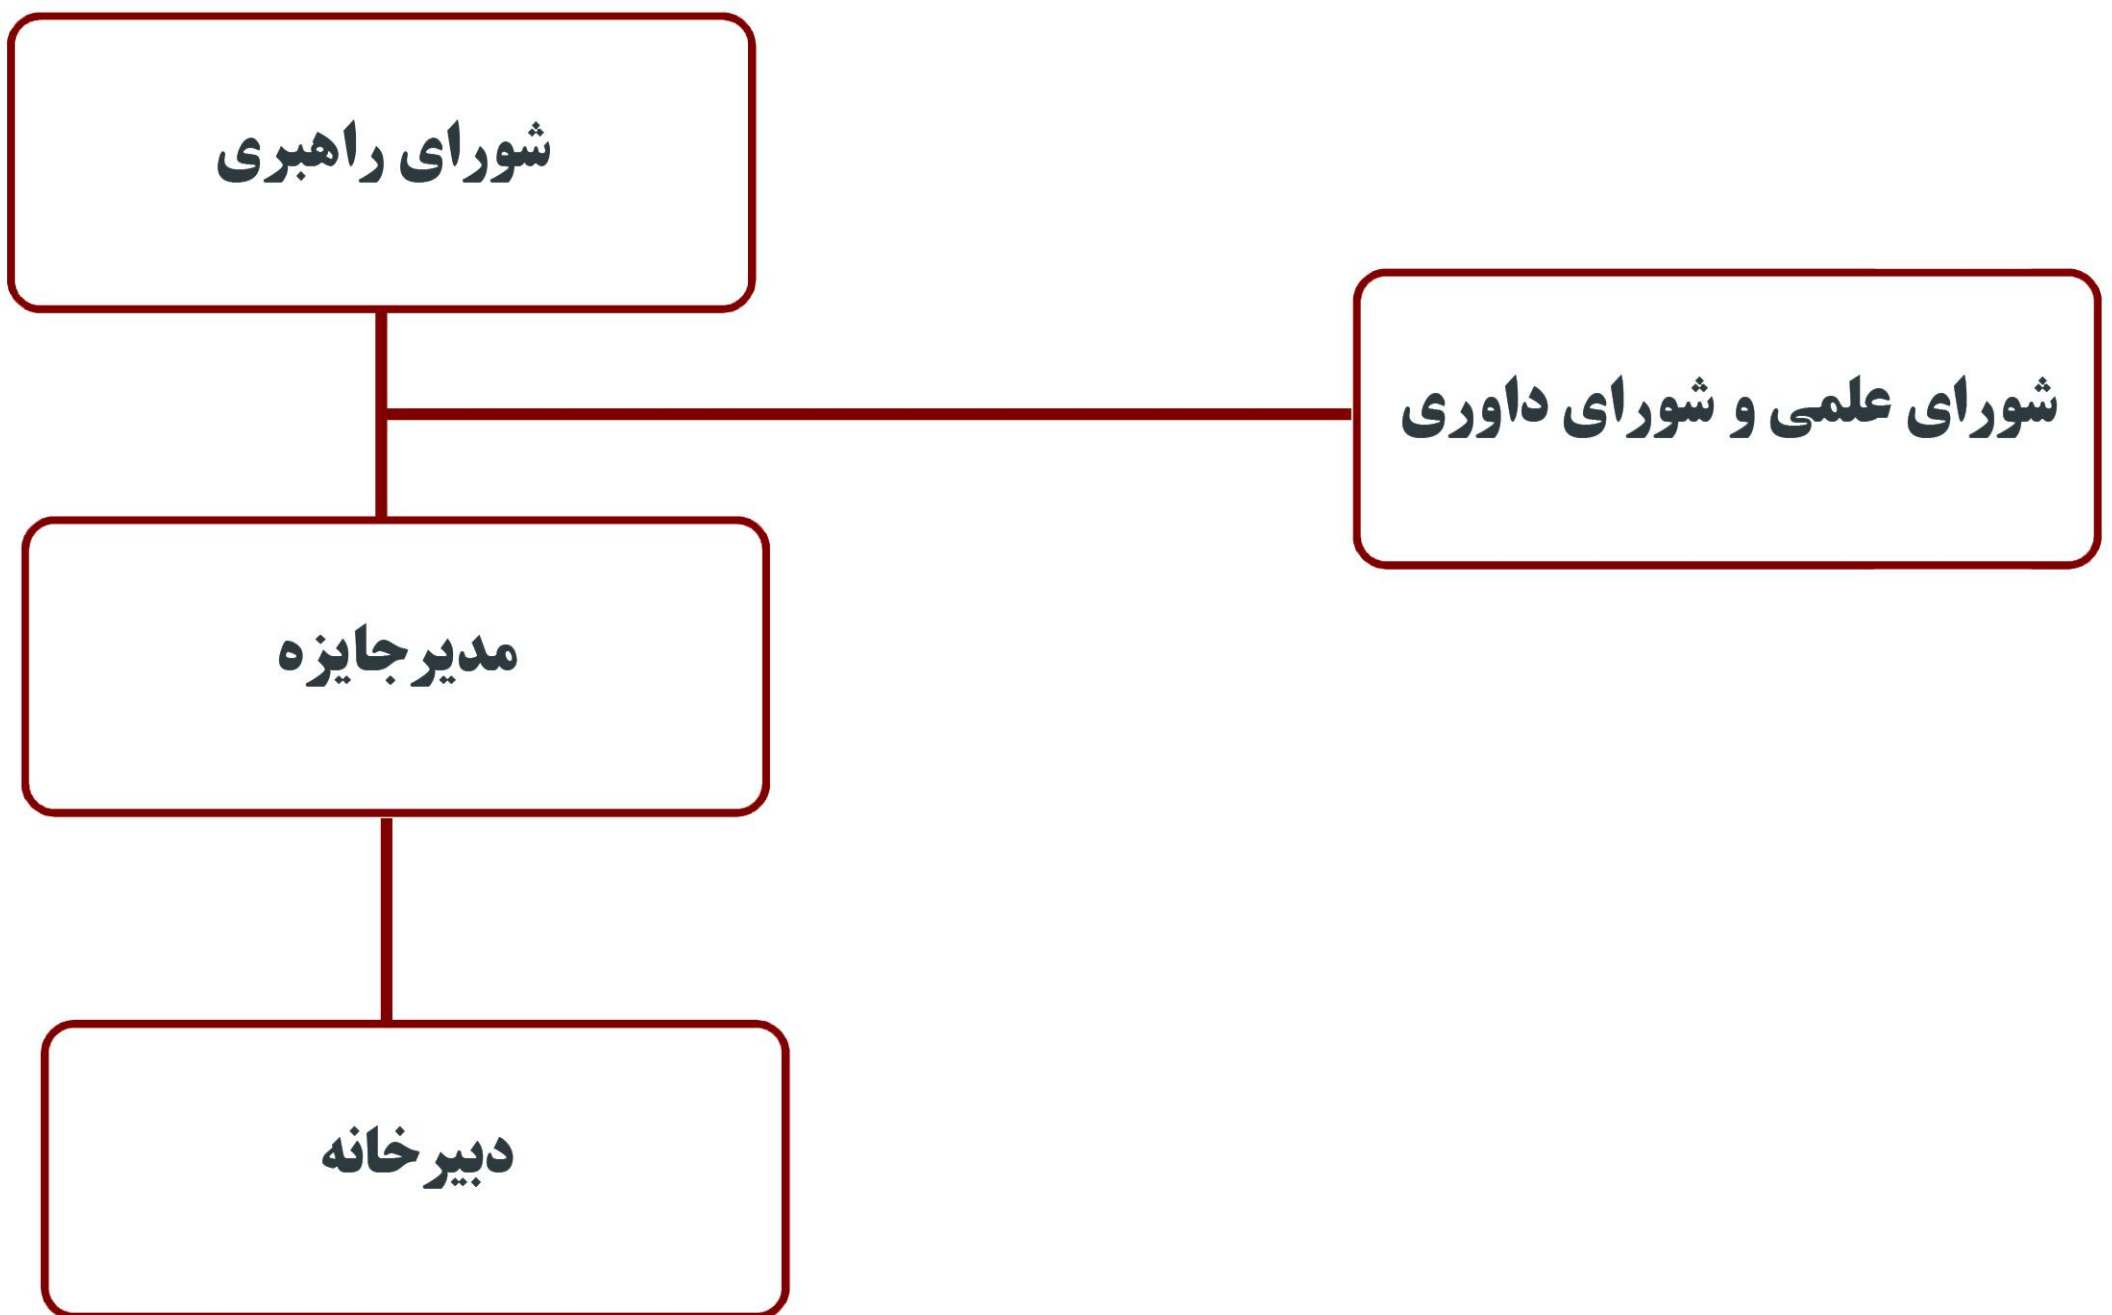 شورای راهبری
شورای علمی و شورای داوری
مدیرجایزه
دبیرخانه